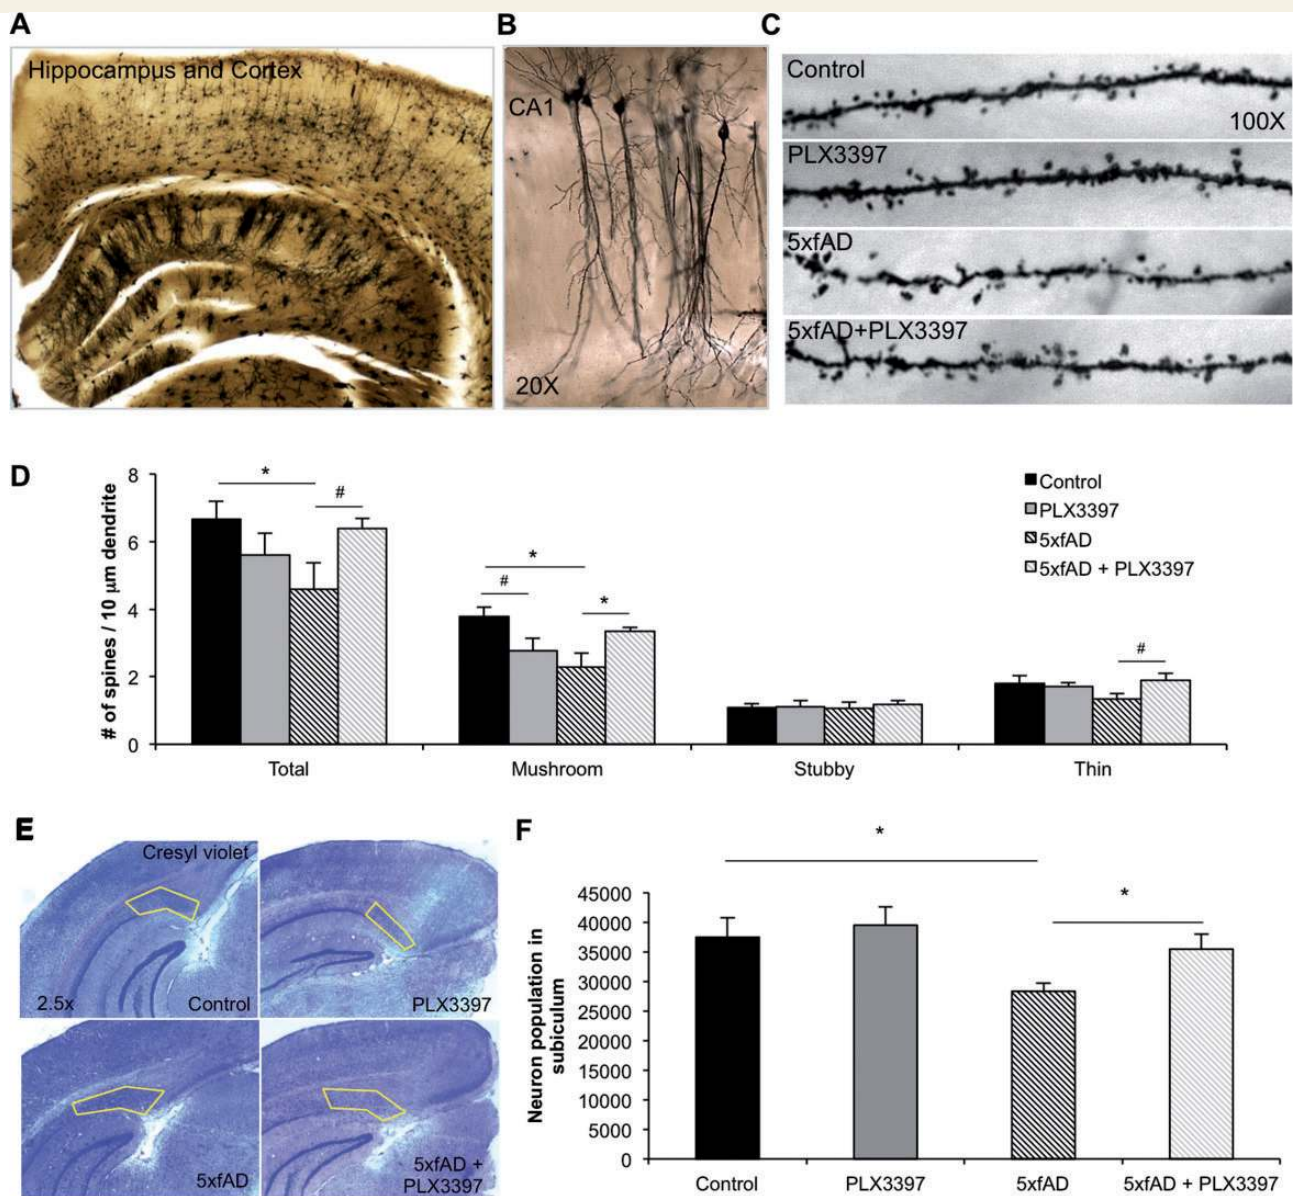 A
Hippocampus and Cortex
B
CA1
20X
C
Control
100X
PLX3397
5xfAD
5xfAD+PLX3397
D
# of spines / 10 µm dendrite
8
6
4
2
0
*
#
#
*
*
#
Total
Mushroom
Stubby
Thin
Control
PLX3397
5xfAD
5xfAD + PLX3397
E
Cresyl violet
2.5x
Control
PLX3397
5xfAD
5xfAD +
PLX3397
F
Neuron population in
subiculum
45000
40000
35000
30000
25000
20000
15000
10000
5000
0
*
*
Control
PLX3397
5xfAD
5xfAD + PLX3397